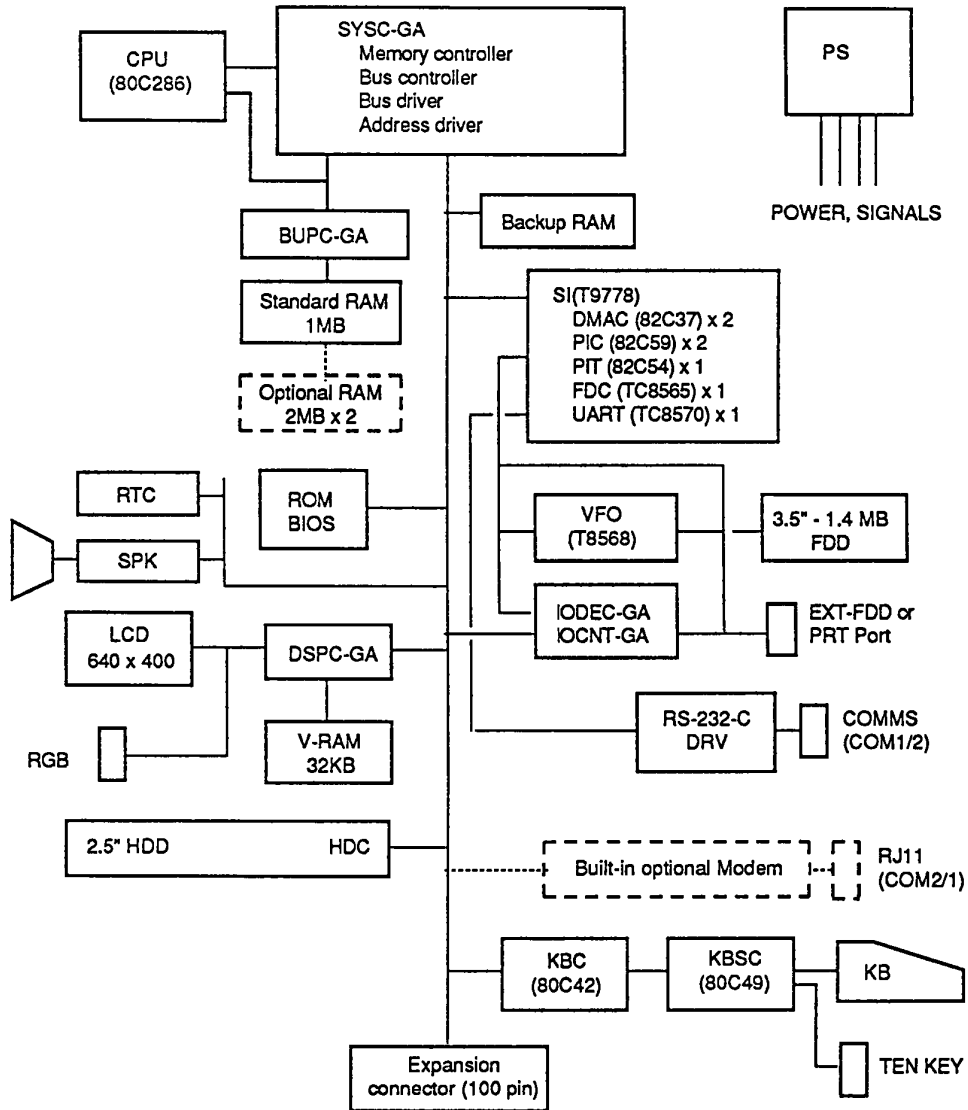 CPU
(80C286)
SYSC-GA
Memory controller
Bus controller
Bus driver
Address driver
PS
POWER, SIGNALS
BUPC-GA
Backup RAM
Standard RAM
1MB
Optional RAM
2MB x 2
SI(T9778)
DMAC (82C37) x 2
PIC (82C59) x 2
PIT (82C54) x 1
FDC (TC8565) x 1
UART (TC8570) x 1
RTC
ROM
BIOS
SPK
VFO
(T8568)
3.5" - 1.4 MB
FDD
LCD
640 x 400
DSPC-GA
IODEC-GA
IOCNT-GA
EXT-FDD or
PRT Port
RGB
V-RAM
32KB
RS-232-C
DRV
COMMS
(COM1/2)
2.5" HDD
HDC
Built-in optional Modem
RJ11
(COM2/1)
KBC
(80C42)
KBSC
(80C49)
KB
TEN KEY
Expansion
connector (100 pin)